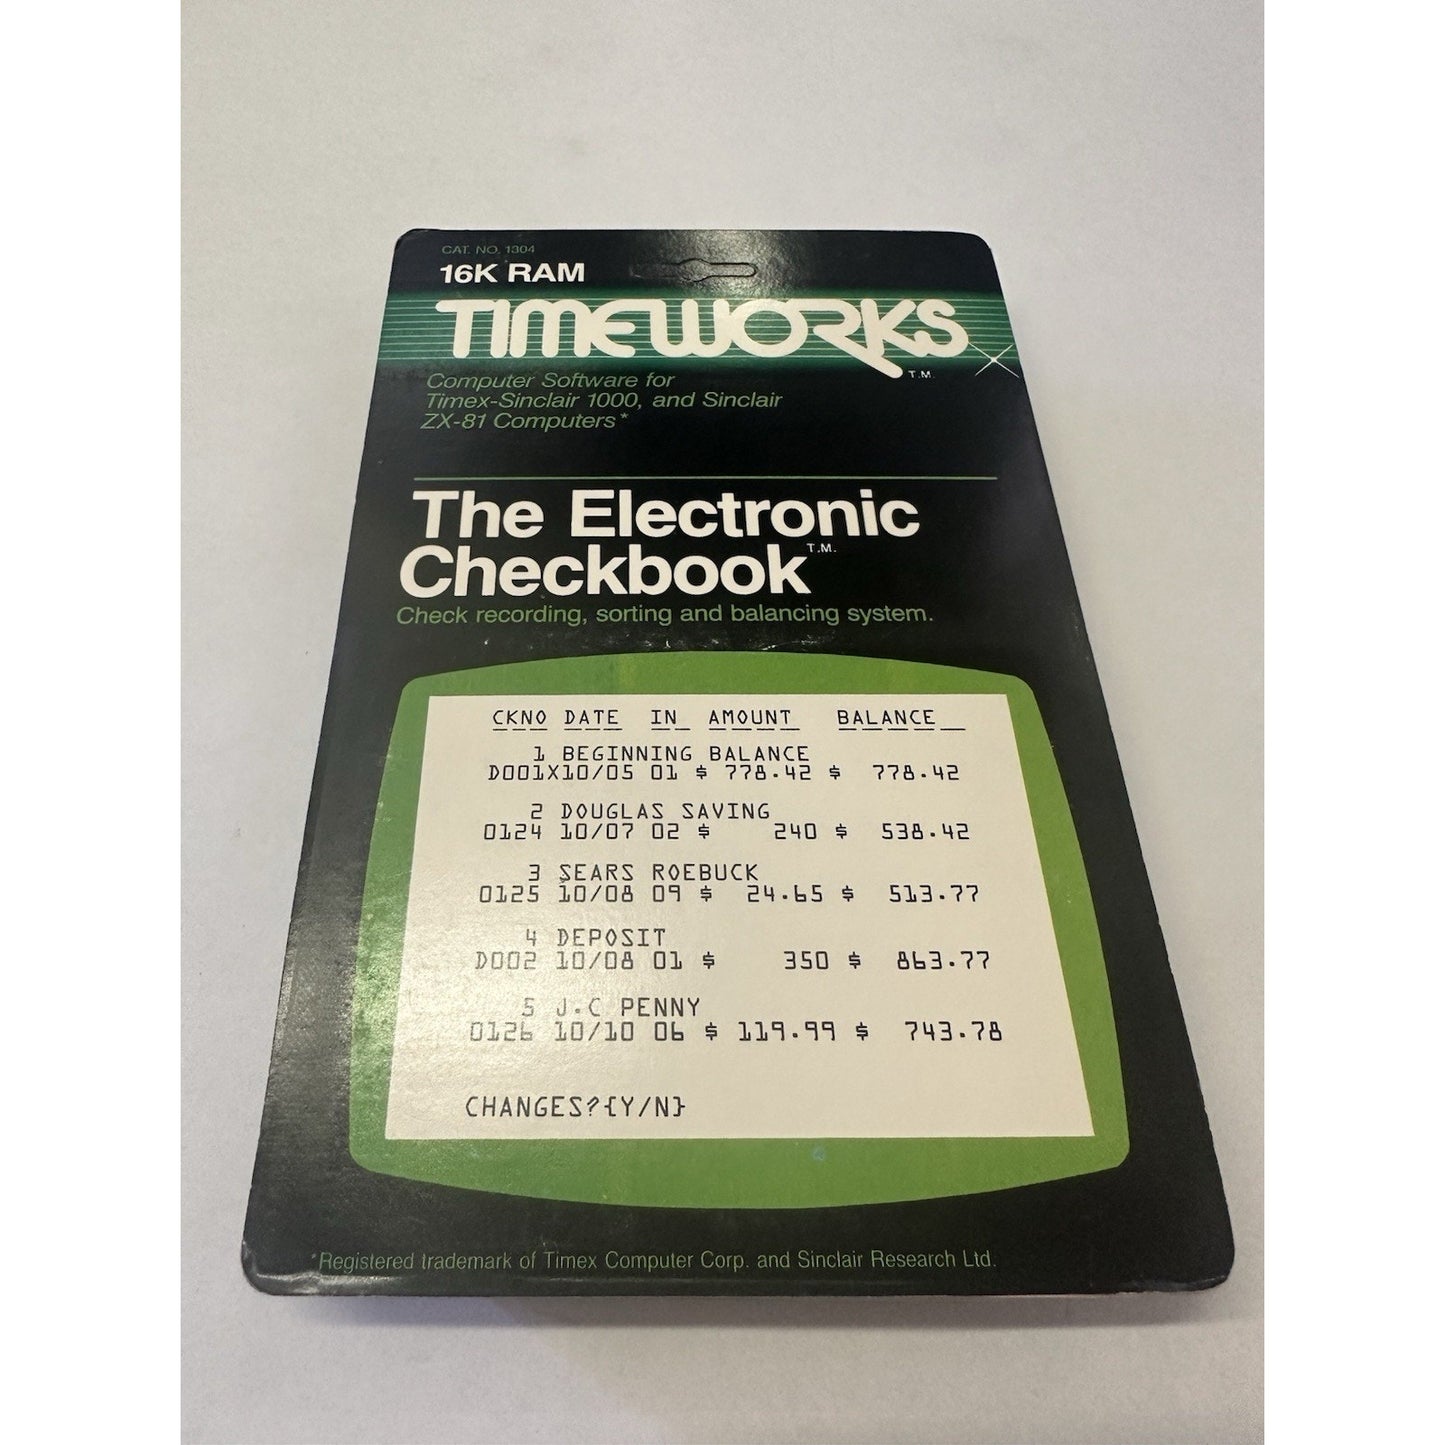 CAT. NO. 1304
16K RAM
TIMEWORKS
T.M.
Computer Software for
Timex-Sinclair 1000, and Sinclair
ZX-81 Computers*
The Electronic
Checkbook T.M.
Check recording, sorting and balancing system.
CKNO DATE IN AMOUNT BALANCE
1 BEGINNING BALANCE
D001X10/05 01 $ 778.42 $ 778.42
2 DOUGLAS SAVING
0124 10/07 02 $ 240 $ 538.42
3 SEARS ROEBUCK
0125 10/08 09 $ 24.65 $ 513.77
4 DEPOSIT
D002 10/08 01 $ 350 $ 863.77
5 J.C PENNY
0126 10/10 06 $ 119.99 $ 743.78
CHANGES?{Y/N}
*Registered trademark of Timex Computer Corp. and Sinclair Research Ltd.